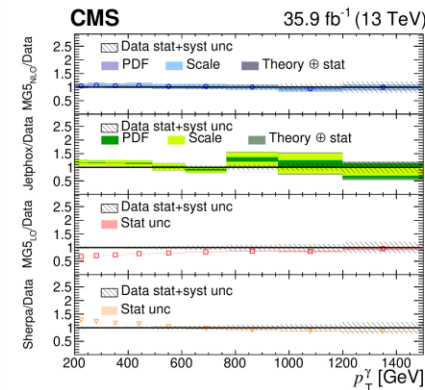 CMS 35.9 fb⁻¹ (13 TeV)
MG5_NLO/Data
2.5
2
1.5
1
0.5
Data stat+syst unc
PDF Scale Theory ⊕ stat
Jetphox/Data
2.5
2
1.5
1
0.5
Data stat+syst unc
PDF Scale Theory ⊕ stat
MG5_LO/Data
2.5
2
1.5
1
0.5
Data stat+syst unc
Stat unc
Sherpa/Data
2.5
2
1.5
1
0.5
Data stat+syst unc
Stat unc
200 400 600 800 1000 1200 1400
p_T^γ [GeV]